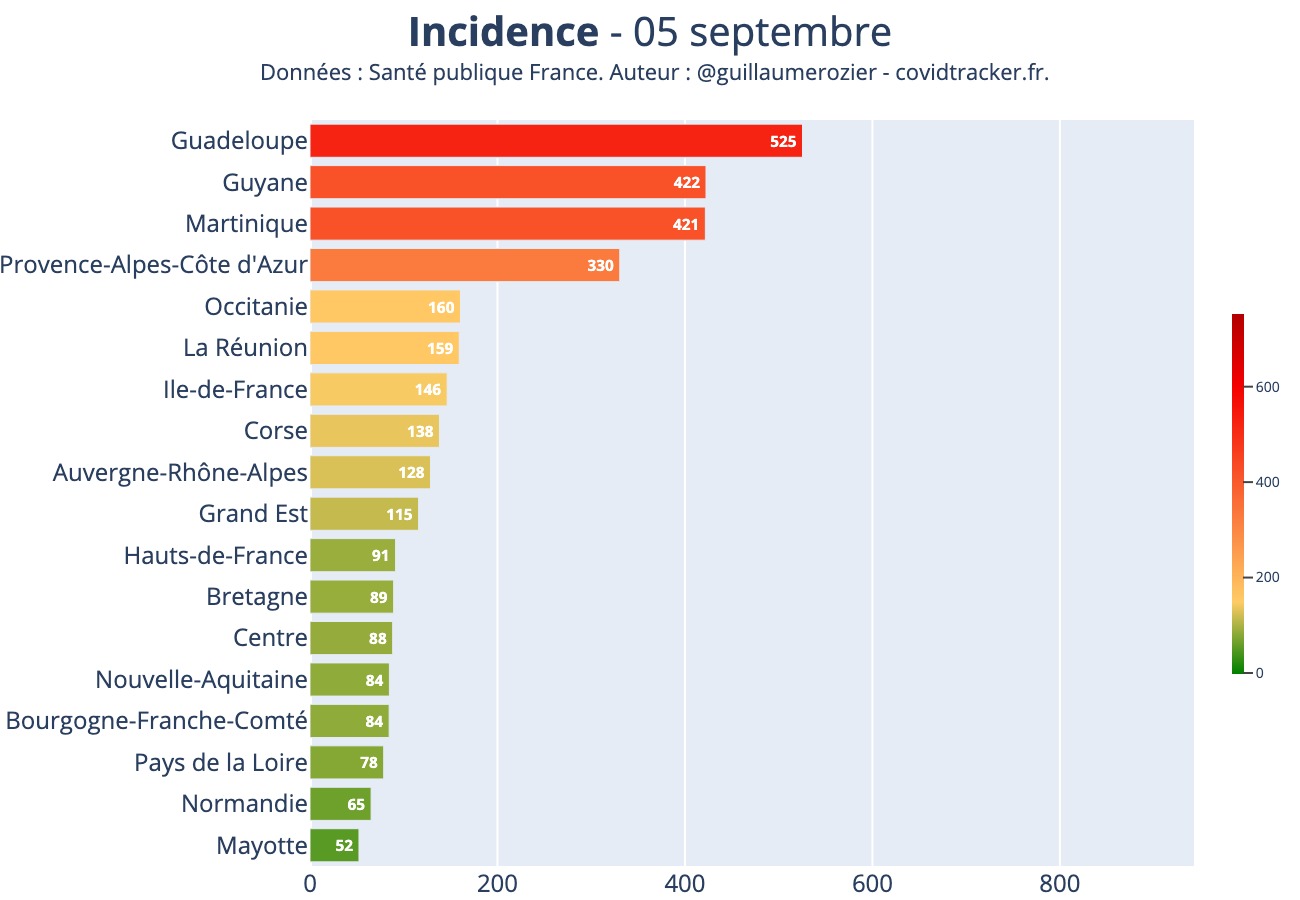 Incidence - 05 septembre
Données : Santé publique France. Auteur : @guillaumerozier - covidtracker.fr.
Guadeloupe 525
Guyane 422
Martinique 421
Provence-Alpes-Côte d'Azur 330
Occitanie 160
La Réunion 159
Ile-de-France 146
Corse 138
Auvergne-Rhône-Alpes 128
Grand Est 115
Hauts-de-France 91
Bretagne 89
Centre 88
Nouvelle-Aquitaine 84
Bourgogne-Franche-Comté 84
Pays de la Loire 78
Normandie 65
Mayotte 52
0 200 400 600 800
600
400
200
0